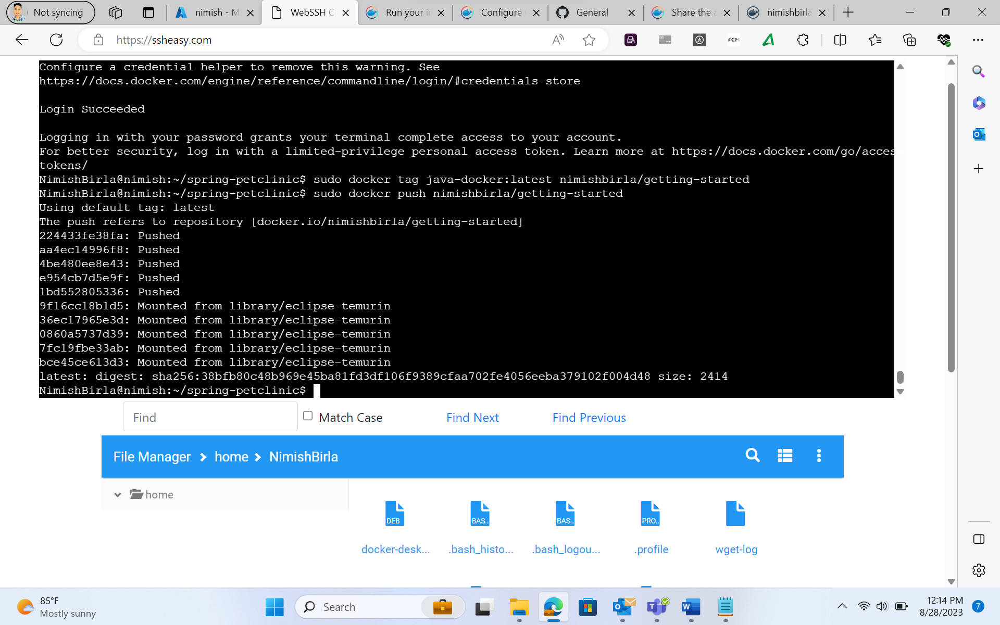 Not syncing
nimish - M
WebSSH C
Run your in
Configure
General
Share the a
nimishbirla
https://ssheasy.com
FCM
Configure a credential helper to remove this warning. See
https://docs.docker.com/engine/reference/commandline/login/#credentials-store
Login Succeeded
Logging in with your password grants your terminal complete access to your account.
For better security, log in with a limited-privilege personal access token. Learn more at https://docs.docker.com/go/acces
tokens/
NimishBirla@nimish:~/spring-petclinic$ sudo docker tag java-docker:latest nimishbirla/getting-started
NimishBirla@nimish:~/spring-petclinic$ sudo docker push nimishbirla/getting-started
Using default tag: latest
The push refers to repository [docker.io/nimishbirla/getting-started]
224433fe38fa: Pushed
aa4ec14996f8: Pushed
4be480ee8e43: Pushed
e954cb7d5e9f: Pushed
1bd552805336: Pushed
9f16cc18b1d5: Mounted from library/eclipse-temurin
36ec17965e3d: Mounted from library/eclipse-temurin
0860a5737d39: Mounted from library/eclipse-temurin
7fc19fbe33ab: Mounted from library/eclipse-temurin
bce45ce613d3: Mounted from library/eclipse-temurin
latest: digest: sha256:38bfb80c48b969e45ba81fd3df106f9389cfaa702fe4056eeba379102f004d48 size: 2414
NimishBirla@nimish:~/spring-petclinic$
Find
Match Case
Find Next
Find Previous
File Manager
home
NimishBirla
home
DEB
BAS..
BAS..
PRO..
docker-desk...
.bash_histo...
.bash_logou...
.profile
wget-log
85°F
Mostly sunny
Search
12:14 PM
8/28/2023
7